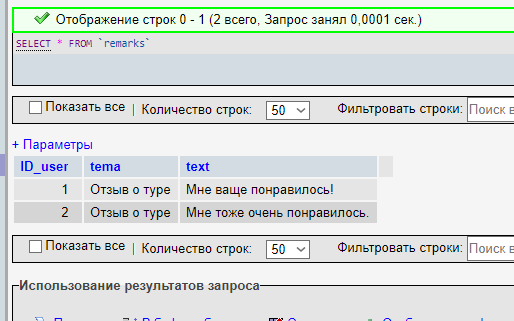 Отображение строк 0 - 1 (2 всего, Запрос занял 0,0001 сек.)
SELECT * FROM `remarks`
Показать все | Количество строк: 50 Фильтровать строки: Поиск в
+ Параметры
ID_user tema text
1 Отзыв о туре Мне ваще понравилось!
2 Отзыв о туре Мне тоже очень понравилось.
Показать все | Количество строк: 50 Фильтровать строки: Поиск в
Использование результатов запроса